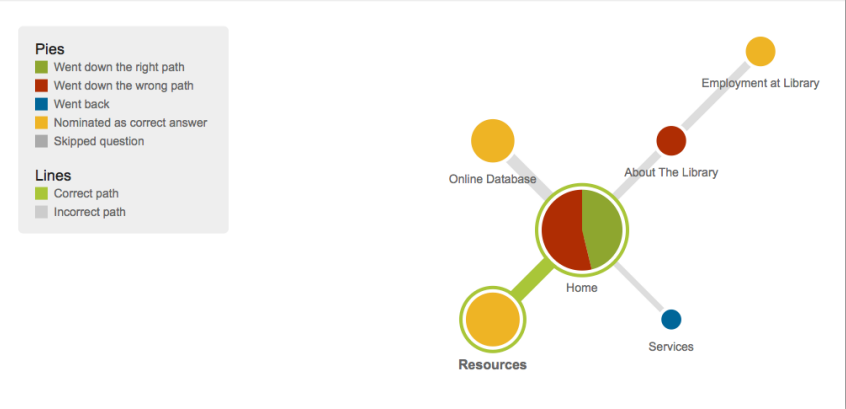 Pies
Went down the right path
Went down the wrong path
Went back
Nominated as correct answer
Skipped question
Lines
Correct path
Incorrect path
Employment at Library
About The Library
Online Database
Home
Services
Resources